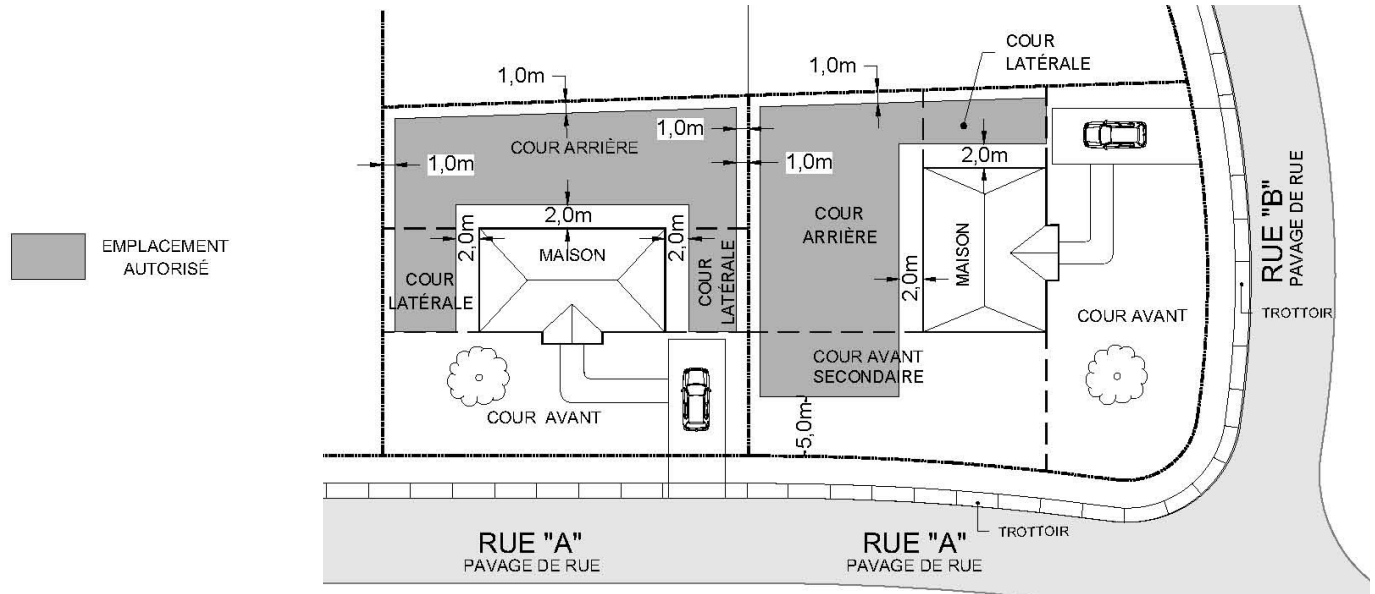 EMPLACEMENT
AUTORISÉ
1,0m
COUR ARRIÈRE
1,0m
1,0m
2,0m
2,0m
2,0m
MAISON
COUR
LATÉRALE
COUR
LATÉRALE
COUR AVANT
1,0m
COUR
LATÉRALE
1,0m
2,0m
COUR
ARRIÈRE
2,0m
MAISON
COUR AVANT
SECONDAIRE
5,0m
COUR AVANT
RUE "B"
PAVAGE DE RUE
TROTTOIR
TROTTOIR
RUE "A"
PAVAGE DE RUE
RUE "A"
PAVAGE DE RUE